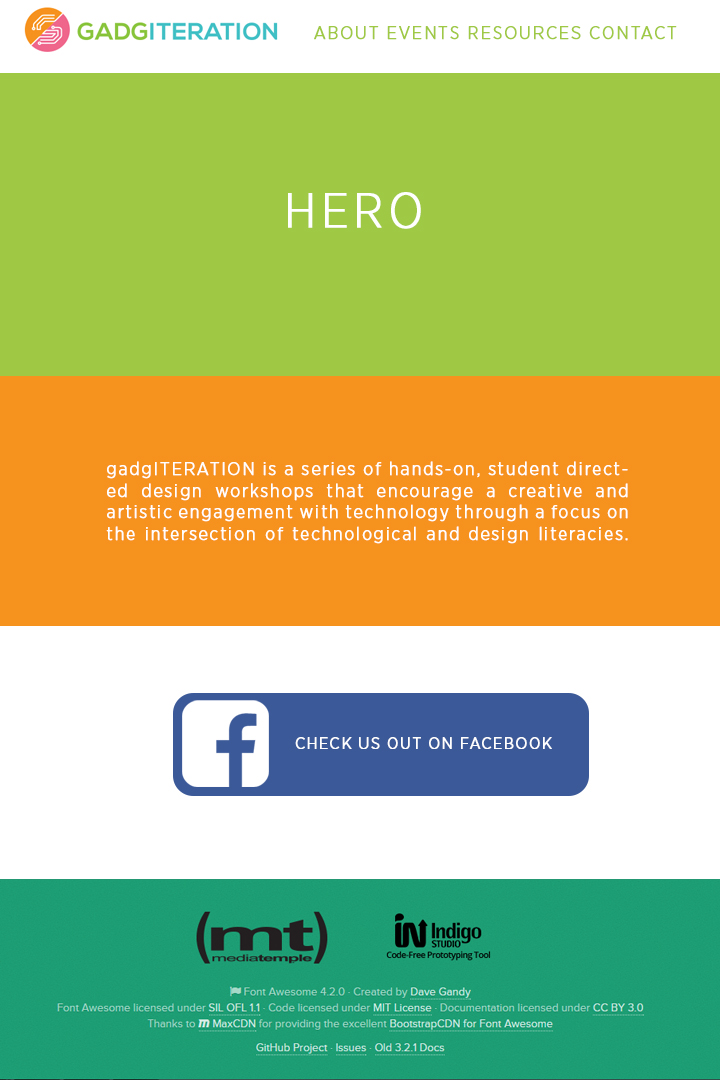 GADGITERATION ABOUT EVENTS RESOURCES CONTACT
HERO
gadgITERATION is a series of hands-on, student direct-
ed design workshops that encourage a creative and
artistic engagement with technology through a focus on
the intersection of technological and design literacies.
CHECK US OUT ON FACEBOOK
(mt)
mediatemple
IN Indigo
STUDIO
Code-Free Prototyping Tool
Font Awesome 4.2.0 · Created by Dave Gandy
Font Awesome licensed under SIL OFL 1.1 · Code licensed under MIT License · Documentation licensed under CC BY 3.0
Thanks to m MaxCDN for providing the excellent BootstrapCDN for Font Awesome
GitHub Project · Issues · Old 3.2.1 Docs